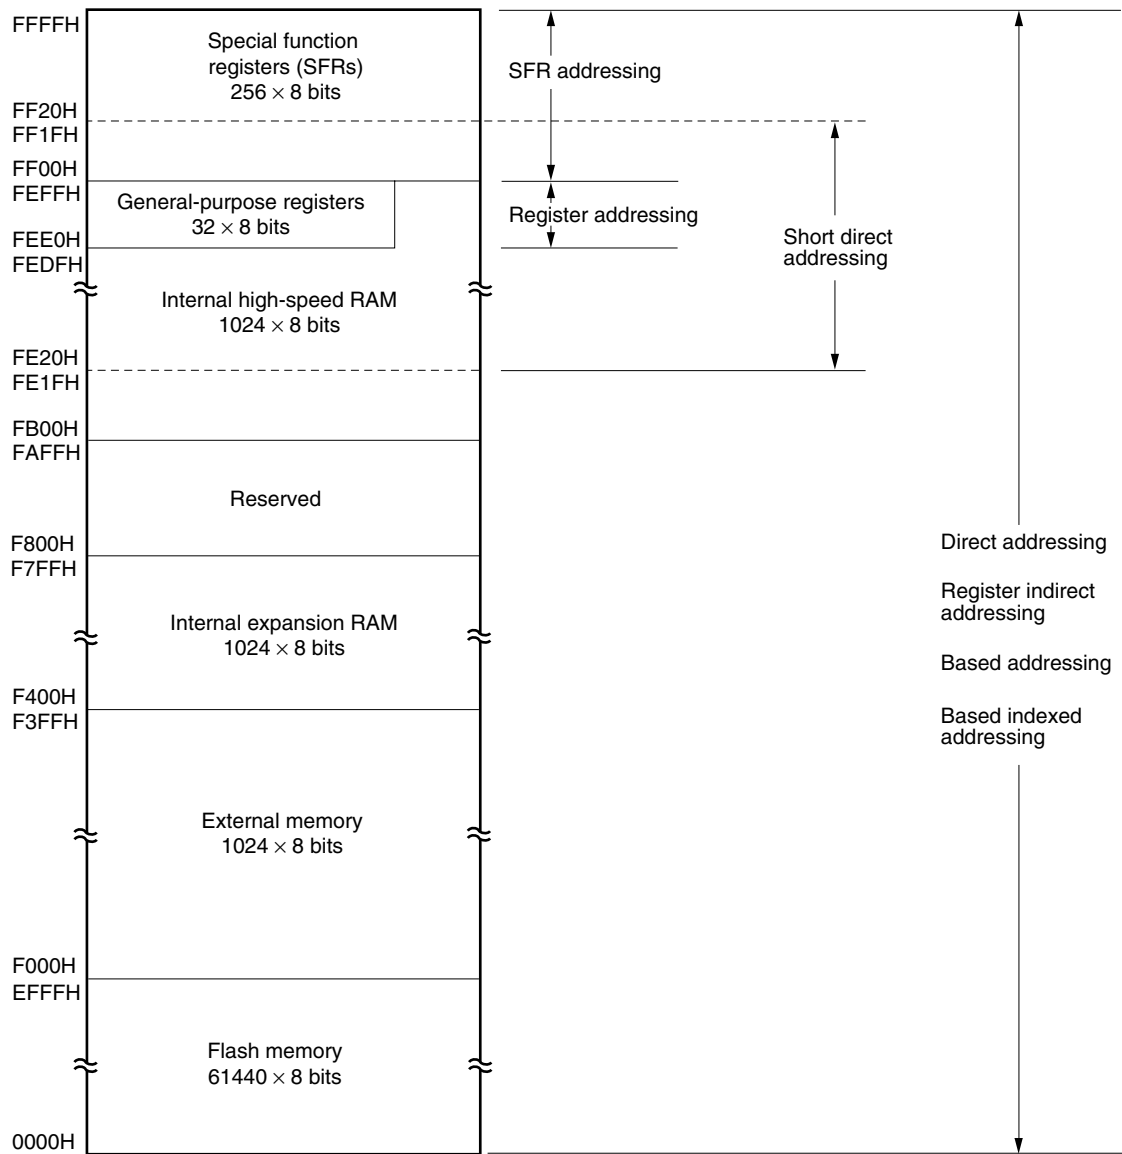 FFFFH
Special function
registers (SFRs)
256 × 8 bits
SFR addressing
FF20H
FF1FH
FF00H
FEFFH
General-purpose registers
32 × 8 bits
Register addressing
Short direct
addressing
FEE0H
FEDFH
Internal high-speed RAM
1024 × 8 bits
FE20H
FE1FH
FB00H
FAFFH
Reserved
F800H
F7FFH
Direct addressing
Register indirect
addressing
Based addressing
Based indexed
addressing
Internal expansion RAM
1024 × 8 bits
F400H
F3FFH
External memory
1024 × 8 bits
F000H
EFFFH
Flash memory
61440 × 8 bits
0000H